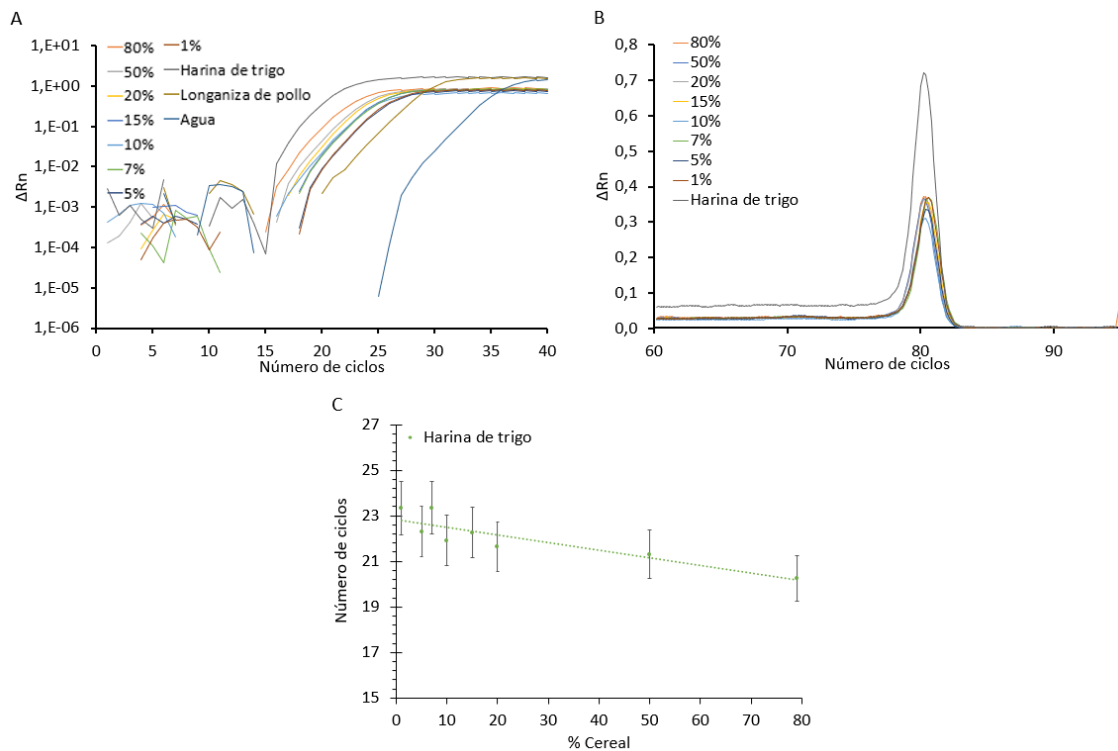 A
1,E+01
1,E+00
1,E-01
1,E-02
1,E-03
1,E-04
1,E-05
1,E-06
ΔRn
80%
50%
20%
15%
10%
7%
5%
1%
Harina de trigo
Longaniza de pollo
Agua
0 5 10 15 20 25 30 35 40
Número de ciclos
B
0,8
0,7
0,6
0,5
0,4
0,3
0,2
0,1
0,0
ΔRn
80%
50%
20%
15%
10%
7%
5%
1%
Harina de trigo
60 70 80 90
Número de ciclos
C
27
25
23
21
19
17
15
Número de ciclos
Harina de trigo
0 10 20 30 40 50 60 70 80
% Cereal